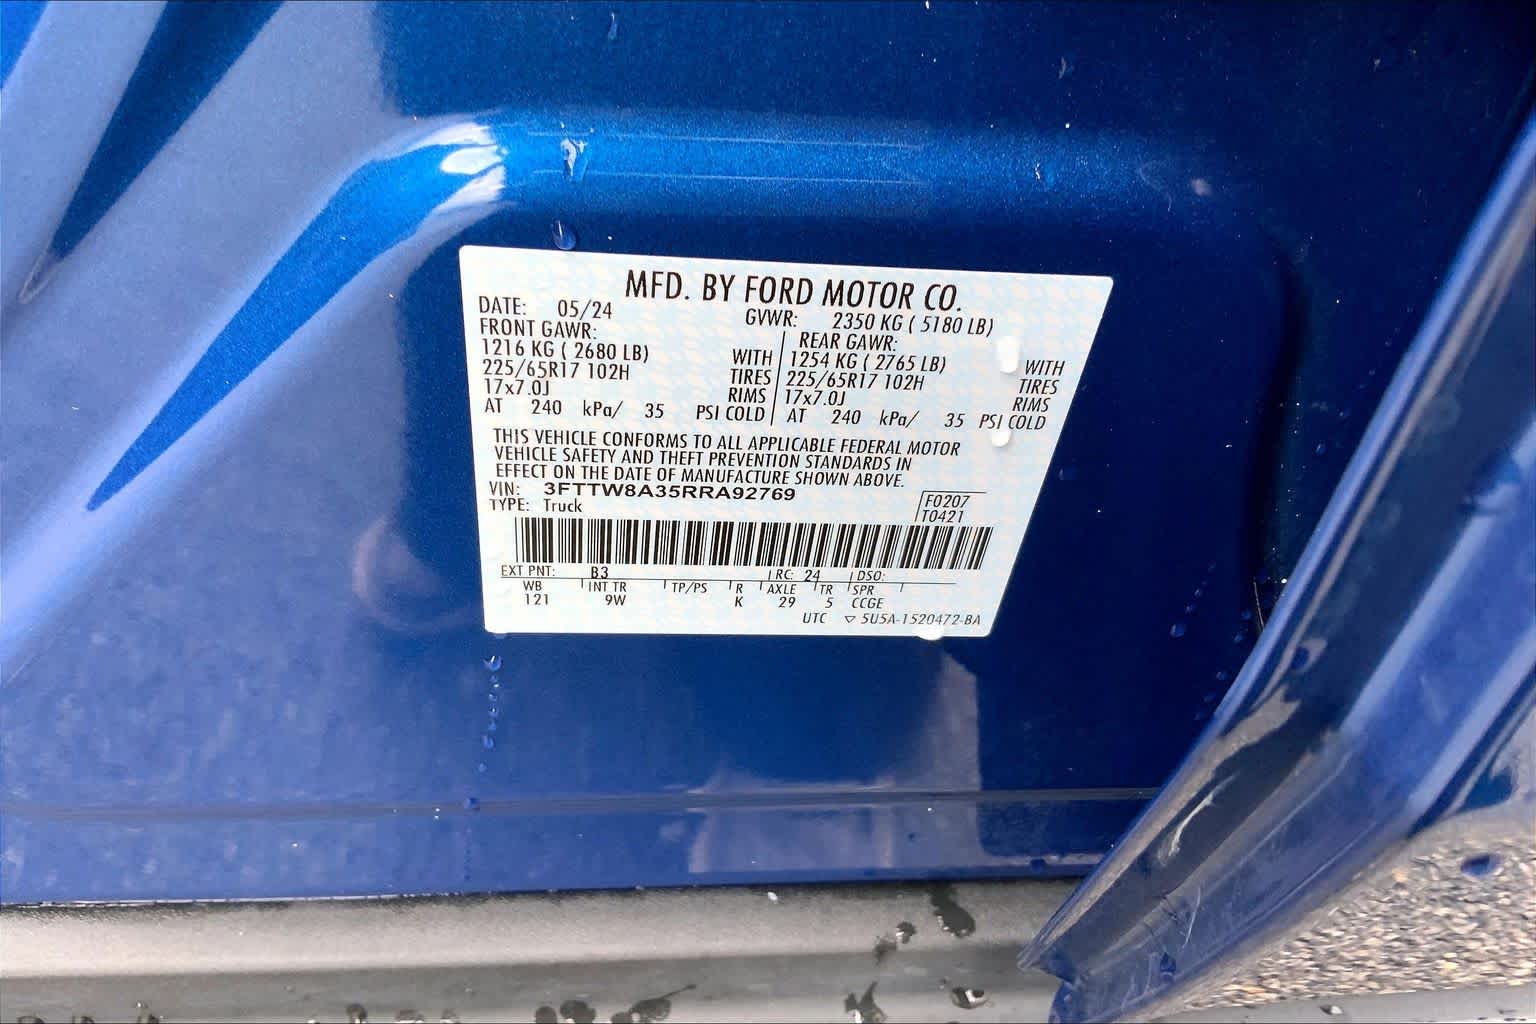 MFD. BY FORD MOTOR CO.
DATE: 05/24 GVWR: 2350 KG ( 5180 LB)
FRONT GAWR: REAR GAWR:
1216 KG ( 2680 LB) WITH 1254 KG ( 2765 LB) WITH
225/65R17 102H TIRES 225/65R17 102H TIRES
17x7.0J RIMS 17x7.0J RIMS
AT 240 kPa/ 35 PSI COLD AT 240 kPa/ 35 PSI COLD
THIS VEHICLE CONFORMS TO ALL APPLICABLE FEDERAL MOTOR
VEHICLE SAFETY AND THEFT PREVENTION STANDARDS IN
EFFECT ON THE DATE OF MANUFACTURE SHOWN ABOVE.
VIN: 3FTTW8A35RRA92769 F0207
TYPE: Truck T0421
EXT PNT: B3 RC: 24 DSO:
WB INT TR TP/PS R AXLE TR SPR
121 9W K 29 5 CCGE
UTC ▽ 5U5A-1520472-BA